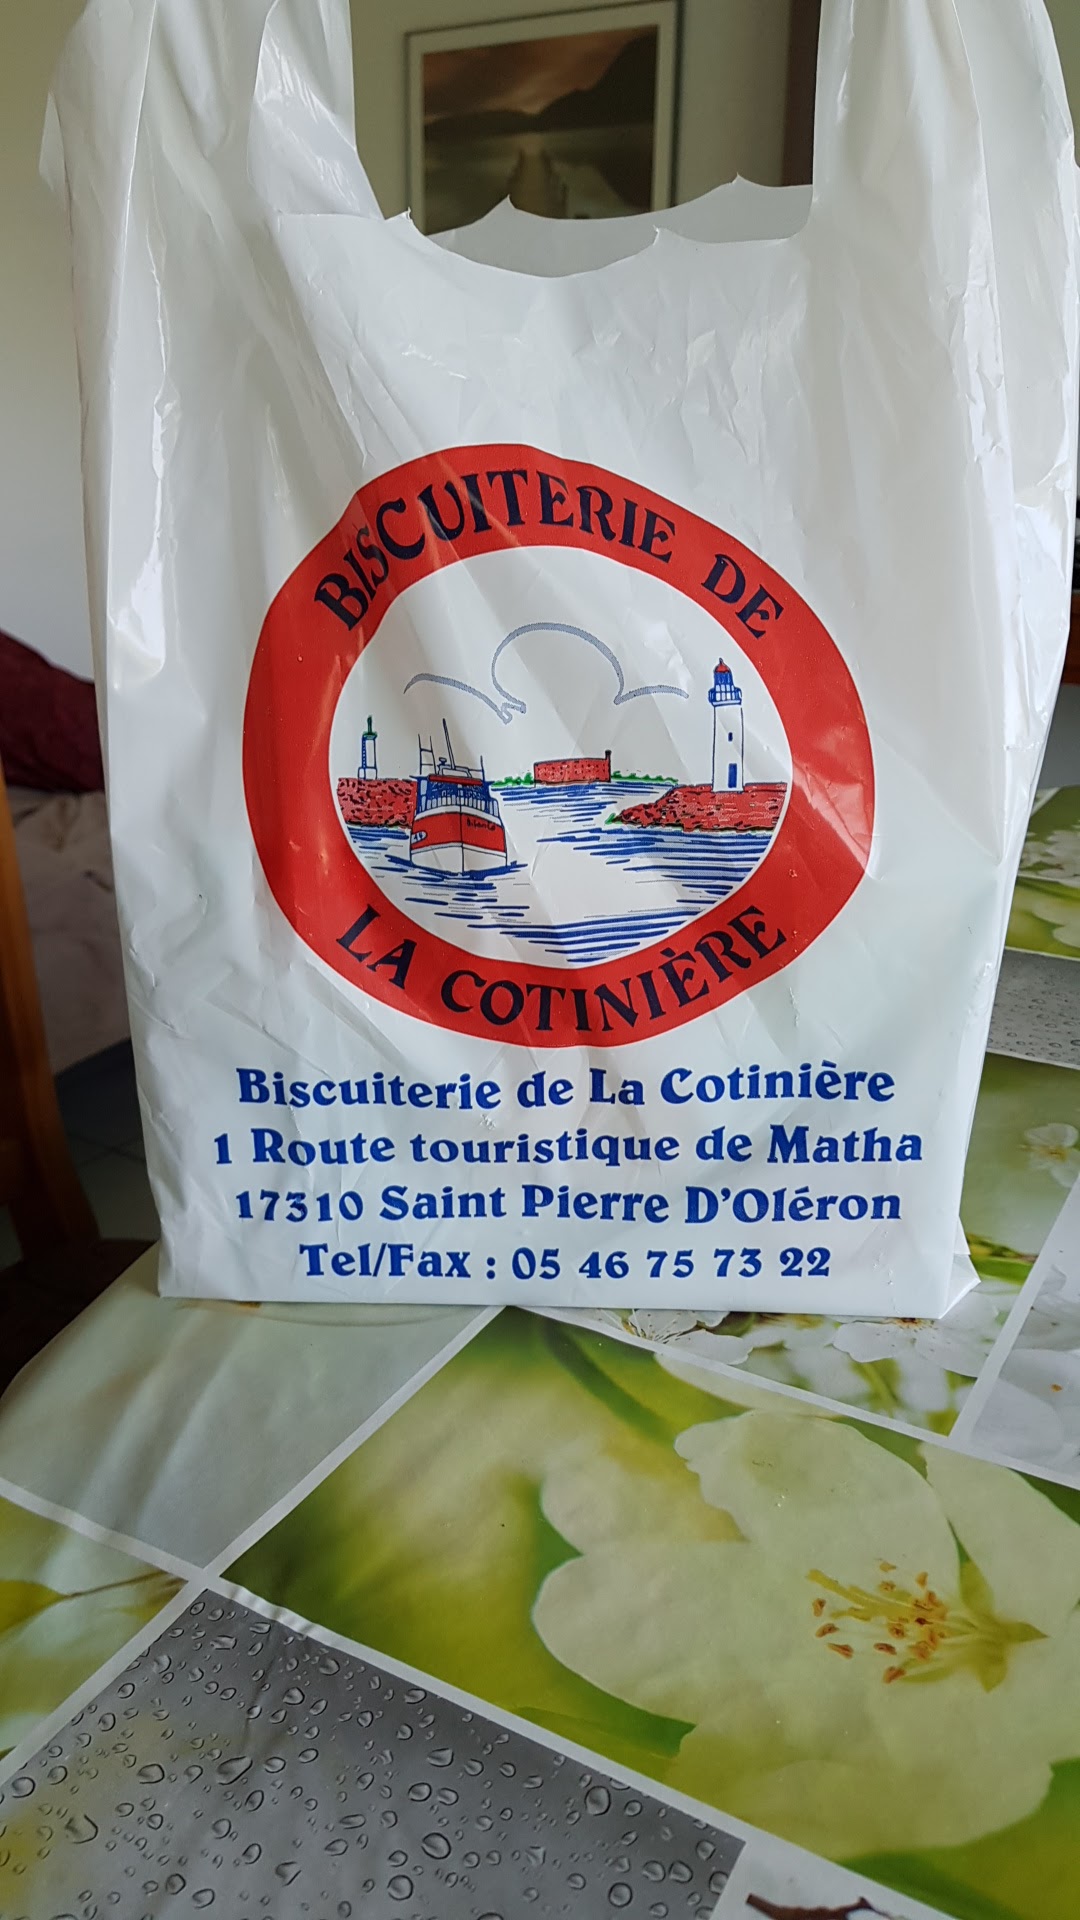 BISCUITERIE DE
LA COTINIÈRE
Biscuiterie de La Cotinière
1 Route touristique de Matha
17310 Saint Pierre D'Oléron
Tel/Fax : 05 46 75 73 22